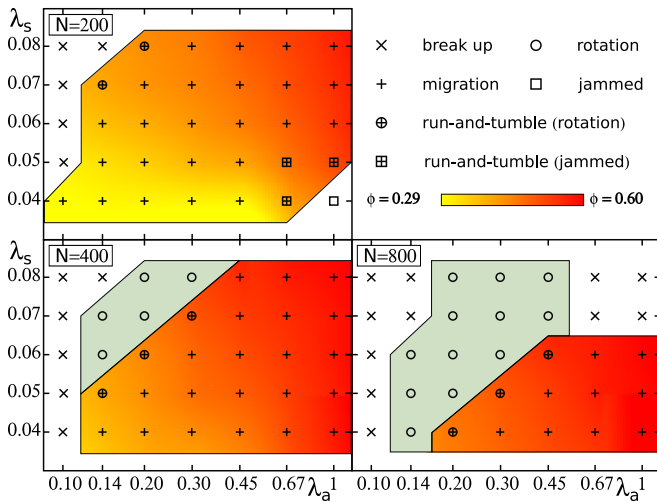 λs
N=200
0.08
0.07
0.06
0.05
0.04
break up
rotation
migration
jammed
run-and-tumble (rotation)
run-and-tumble (jammed)
ϕ = 0.29
ϕ = 0.60
λs
N=400
0.08
0.07
0.06
0.05
0.04
N=800
0.10 0.14 0.20 0.30 0.45 0.67 λa 1
0.10 0.14 0.20 0.30 0.45 0.67 λa 1